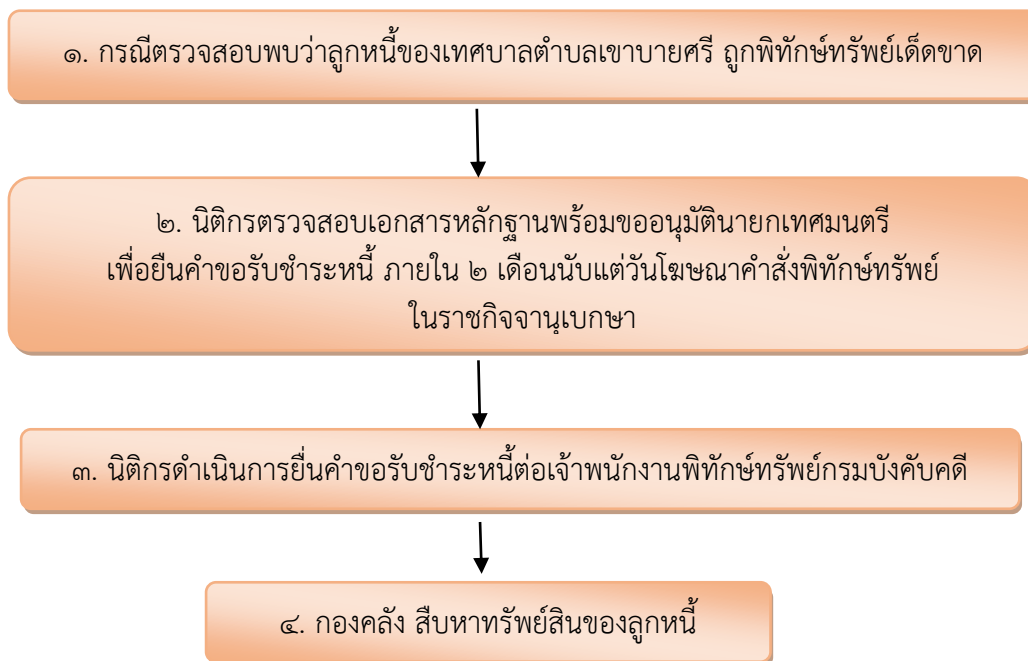 ๑. กรณีตรวจสอบพบว่าลูกหนี้ของเทศบาลตำบลเขาบายศรี ถูกพิทักษ์ทรัพย์เด็ดขาด
๒. นิติกรตรวจสอบเอกสารหลักฐานพร้อมขออนุมัตินายกเทศมนตรี
เพื่อยืนคำขอรับชำระหนี้ ภายใน ๒ เดือนนับแต่วันโฆษณาคำสั่งพิทักษ์ทรัพย์
ในราชกิจจานุเบกษา
๓. นิติกรดำเนินการยื่นคำขอรับชำระหนี้ต่อเจ้าพนักงานพิทักษ์ทรัพย์กรมบังคับคดี
๔. กองคลัง สืบหาทรัพย์สินของลูกหนี้